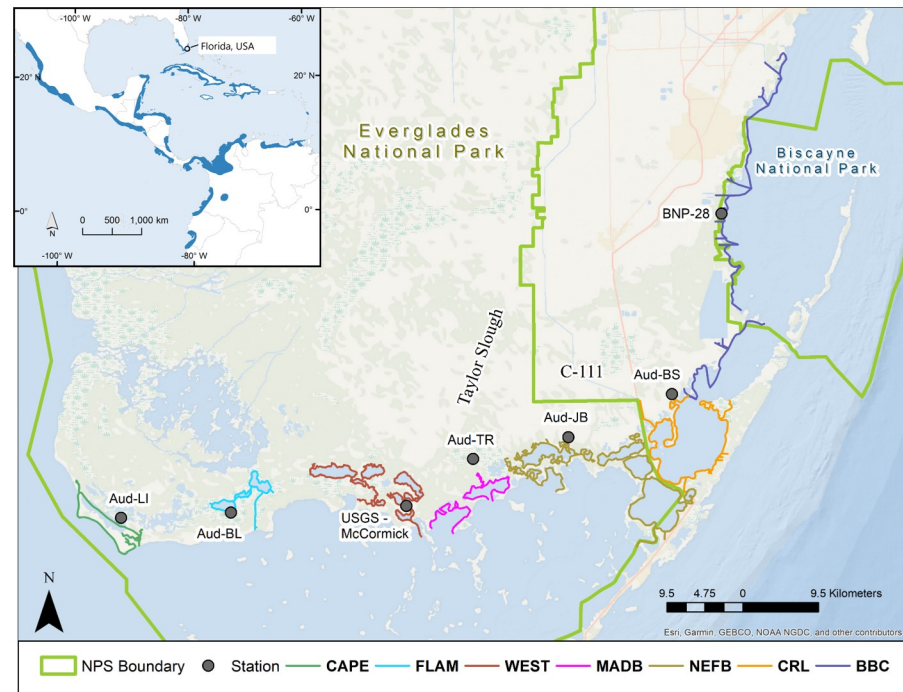 -100° W
-80° W
-60° W
Florida, USA
20° N
20° N
0°
0°
N
0 500 1,000 km
-100° W
-80° W
-60° W
Everglades
National Park
Biscayne
National Park
BNP-28
Taylor Slough
C-111
Aud-BS
Aud-JB
Aud-TR
Aud-LI
Aud-BL
USGS -
McCormick
N
9.5 4.75 0 9.5 Kilometers
Esri, Garmin, GEBCO, NOAA NGDC, and other contributors
NPS Boundary Station CAPE FLAM WEST MADB NEFB CRL BBC